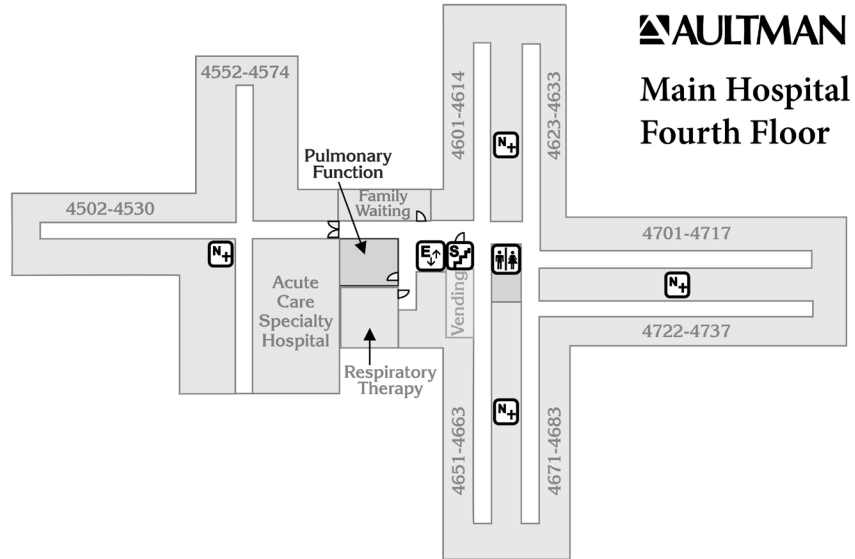 AULTMAN
Main Hospital
Fourth Floor
4552-4574
4601-4614
4623-4633
Pulmonary
Function
Family
Waiting
4502-4530
4701-4717
N+
N+
N+
N+
E
S
Acute
Care
Specialty
Hospital
Vending
4722-4737
Respiratory
Therapy
4651-4663
4671-4683